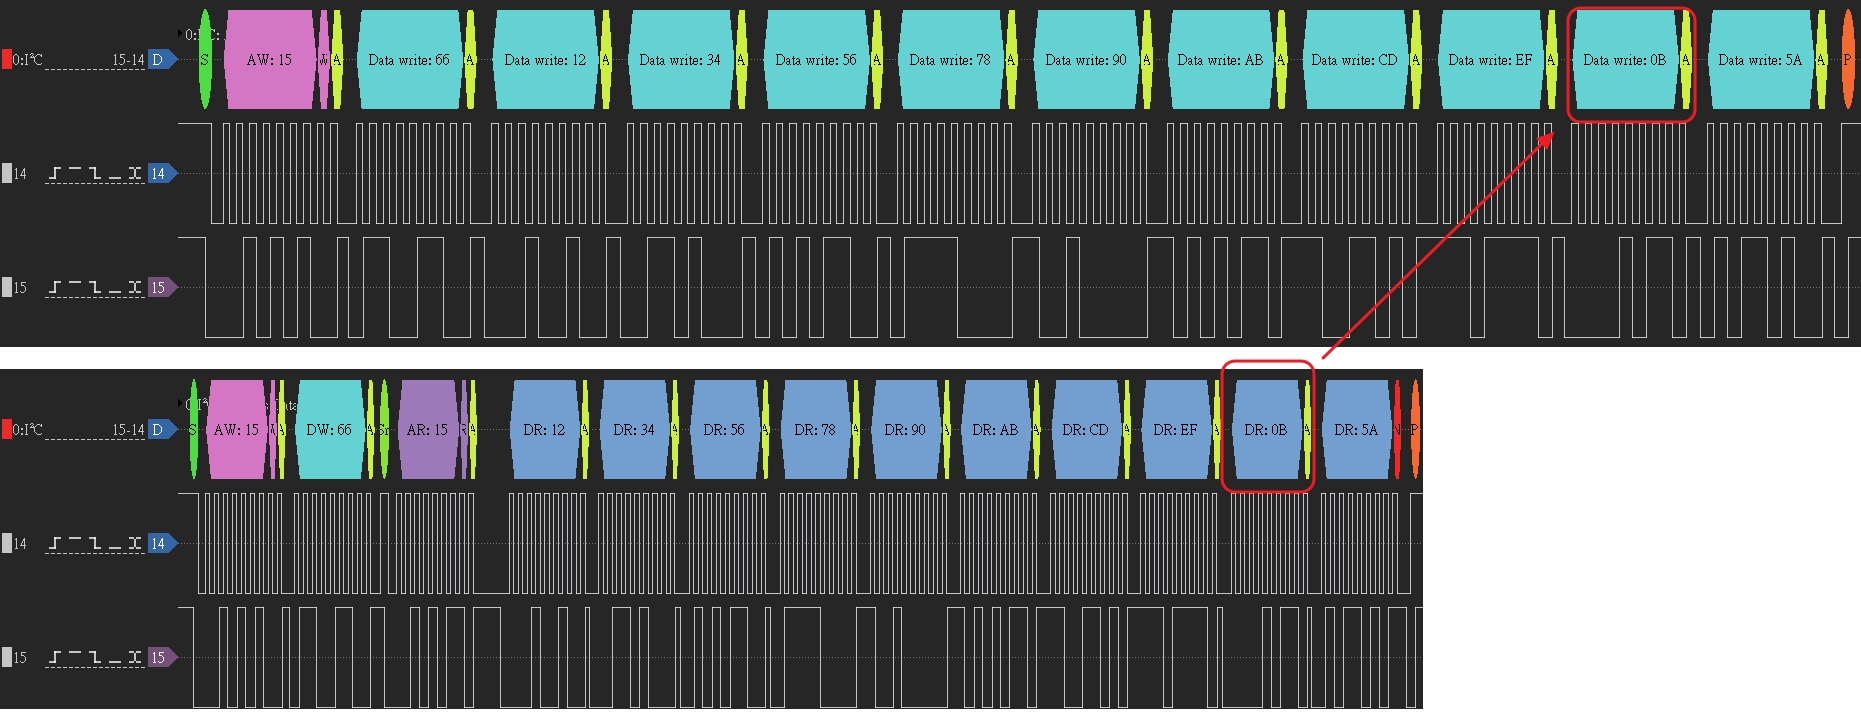 0:I²C:
0:I²C 15-14 D S AW: 15 W A Data write: 66 A Data write: 12 A Data write: 34 A Data write: 56 A Data write: 78 A Data write: 90 A Data write: AB A Data write: CD A Data write: EF A Data write: 0B A Data write: 5A A P
14 14
15 15
0:I²C
0:I²C 15-14 D S AW: 15 W A DW: 66 A Sr AR: 15 R A DR: 12 A DR: 34 A DR: 56 A DR: 78 A DR: 90 A DR: AB A DR: CD A DR: EF A DR: 0B A DR: 5A N P
14 14
15 15